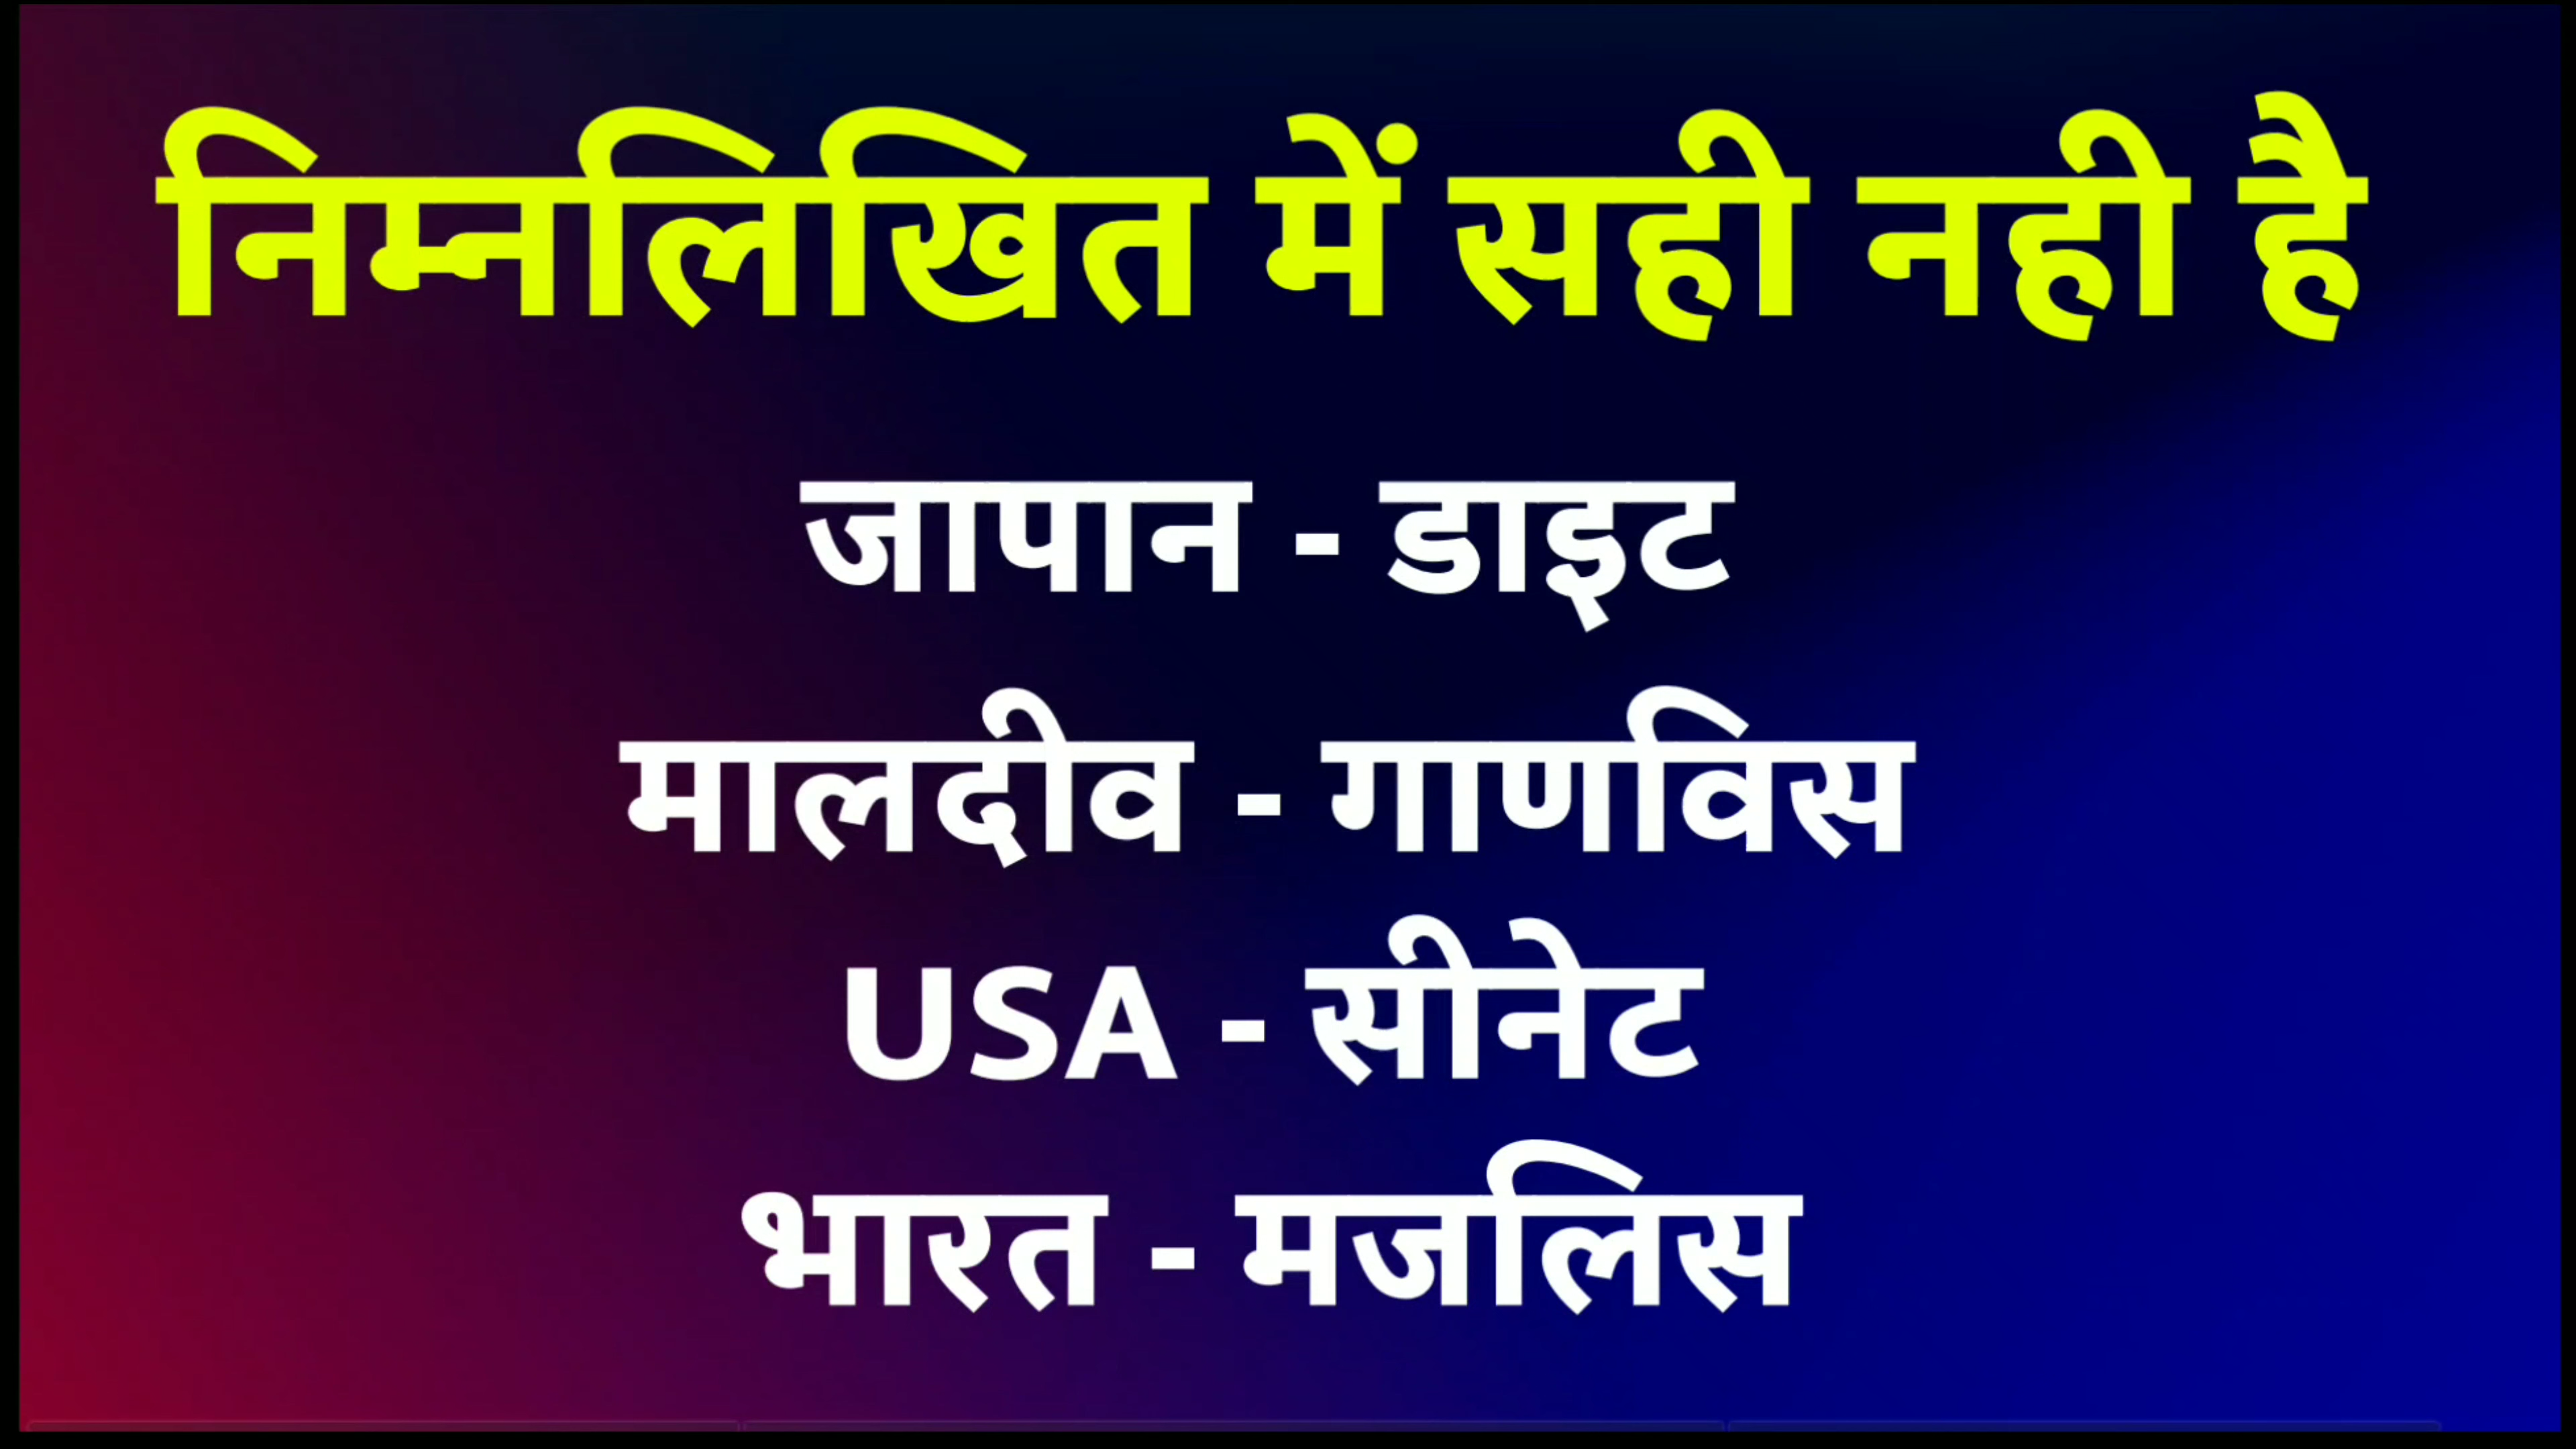 निम्नलिखित में सही नही है
जापान - डाइट
मालदीव - गाणविस
USA - सीनेट
भारत - मजलिस